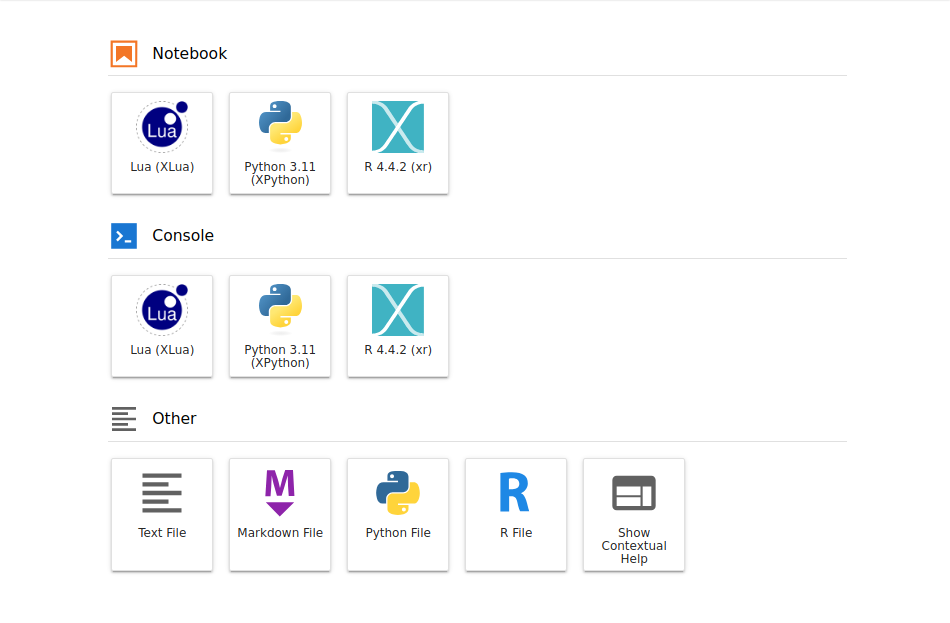 Notebook
Lua
Lua (XLua)
Python 3.11
(XPython)
R 4.4.2 (xr)
Console
Lua
Lua (XLua)
Python 3.11
(XPython)
R 4.4.2 (xr)
Other
M
R
Text File
Markdown File
Python File
R File
Show
Contextual
Help